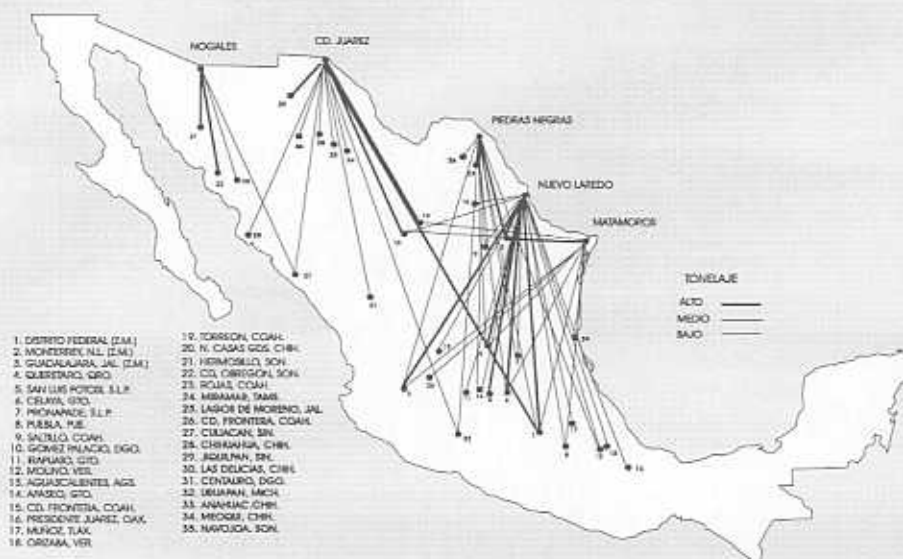 NOGALES
CD. JUAREZ
PIEDRAS NEGRAS
NUEVO LAREDO
MATAMOROS
TONELAJE
ALTO
MEDIO
BAJO
1. DISTRITO FEDERAL (Z.M.)
2. MONTERREY, N.L. (Z.M.)
3. GUADALAJARA, JAL. (Z.M.)
4. QUERETARO, QRO.
5. SAN LUIS POTOSI, S.L.P.
6. CELAYA, GTO.
7. PRONAPADE, S.L.P.
8. PUEBLA, PUE.
9. SALTILLO, COAH.
10. GOMEZ PALACIO, DGO.
11. IRAPUATO, GTO.
12. MOLINO, VER.
13. AGUASCALIENTES, AGS.
14. APASEO, GTO.
15. CD. FRONTERA, COAH.
16. PRESIDENTE JUAREZ, OAX.
17. MUÑOZ, TLAX.
18. ORIZABA, VER.
19. TORREON, COAH.
20. N. CASAS GDS. CHIH.
21. HERMOSILLO, SON.
22. CD. OBREGON, SON.
23. ROJAS, COAH.
24. MIRAMAR, TAMS.
25. LAGOS DE MORENO, JAL.
26. CD. FRONTERA, COAH.
27. CULIACAN, SIN.
28. CHIHUAHUA, CHIH.
29. JIQUILPAN, SIN.
30. LAS DELICIAS, CHIH.
31. CENTAURO, DGO.
32. URUAPAN, MICH.
33. ANAHUAC, CHIH.
34. MEOQUI, CHIH.
35. NAVOJOA, SON.